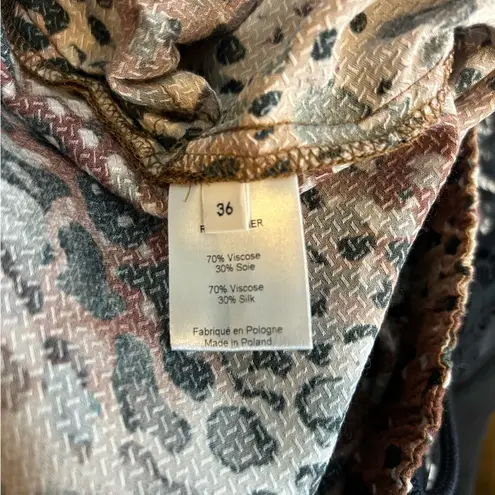 36
70% Viscose
30% Soie
70% Viscose
30% Silk
Fabriqué en Pologne
Made in Poland